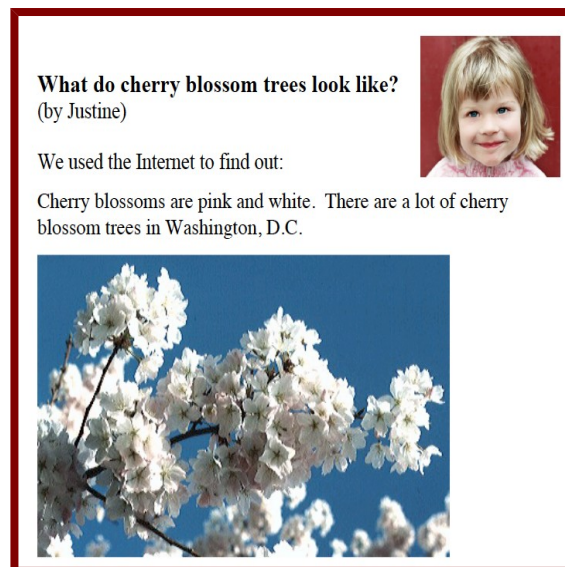 What do cherry blossom trees look like?
(by Justine)
We used the Internet to find out:
Cherry blossoms are pink and white.  There are a lot of cherry
blossom trees in Washington, D.C.